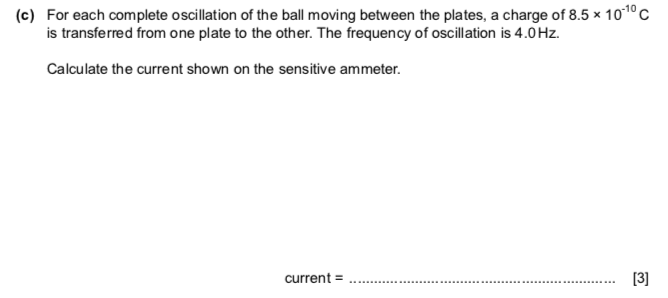 (c) For each complete oscillation of the ball moving between the plates, a charge of 8.5 × 10⁻¹⁰ C
is transferred from one plate to the other. The frequency of oscillation is 4.0 Hz.
Calculate the current shown on the sensitive ammeter.
current = ................................................................. [3]